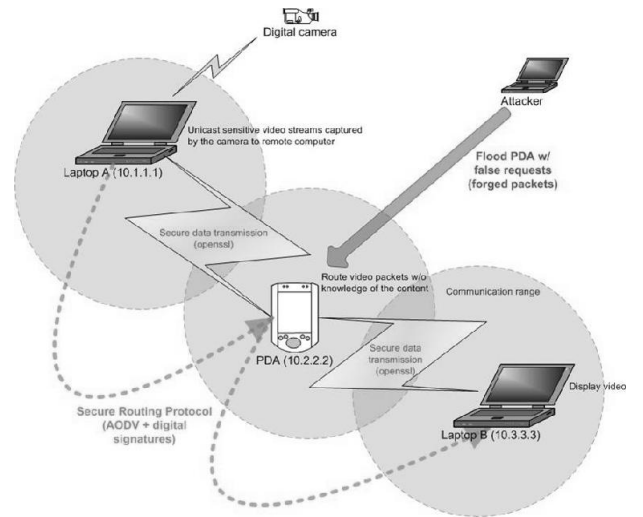 Digital camera
Attacker
Unicast sensitive video streams captured
by the camera to remote computer
Laptop A (10.1.1.1)
Flood PDA w/
false requests
(forged packets)
Secure data transmission
(openssl)
Route video packets w/o
knowledge of the content
Communication range
PDA (10.2.2.2)
Secure data
transmission
(openssl)
Display video
Secure Routing Protocol
(AODV + digital
signatures)
Laptop B (10.3.3.3)